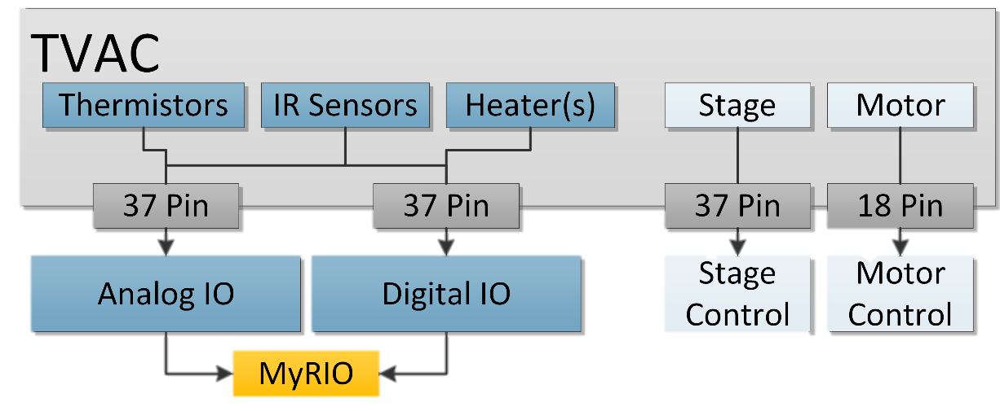 TVAC
Thermistors
IR Sensors
Heater(s)
Stage
Motor
37 Pin
37 Pin
37 Pin
18 Pin
Analog IO
Digital IO
Stage
Control
Motor
Control
MyRIO